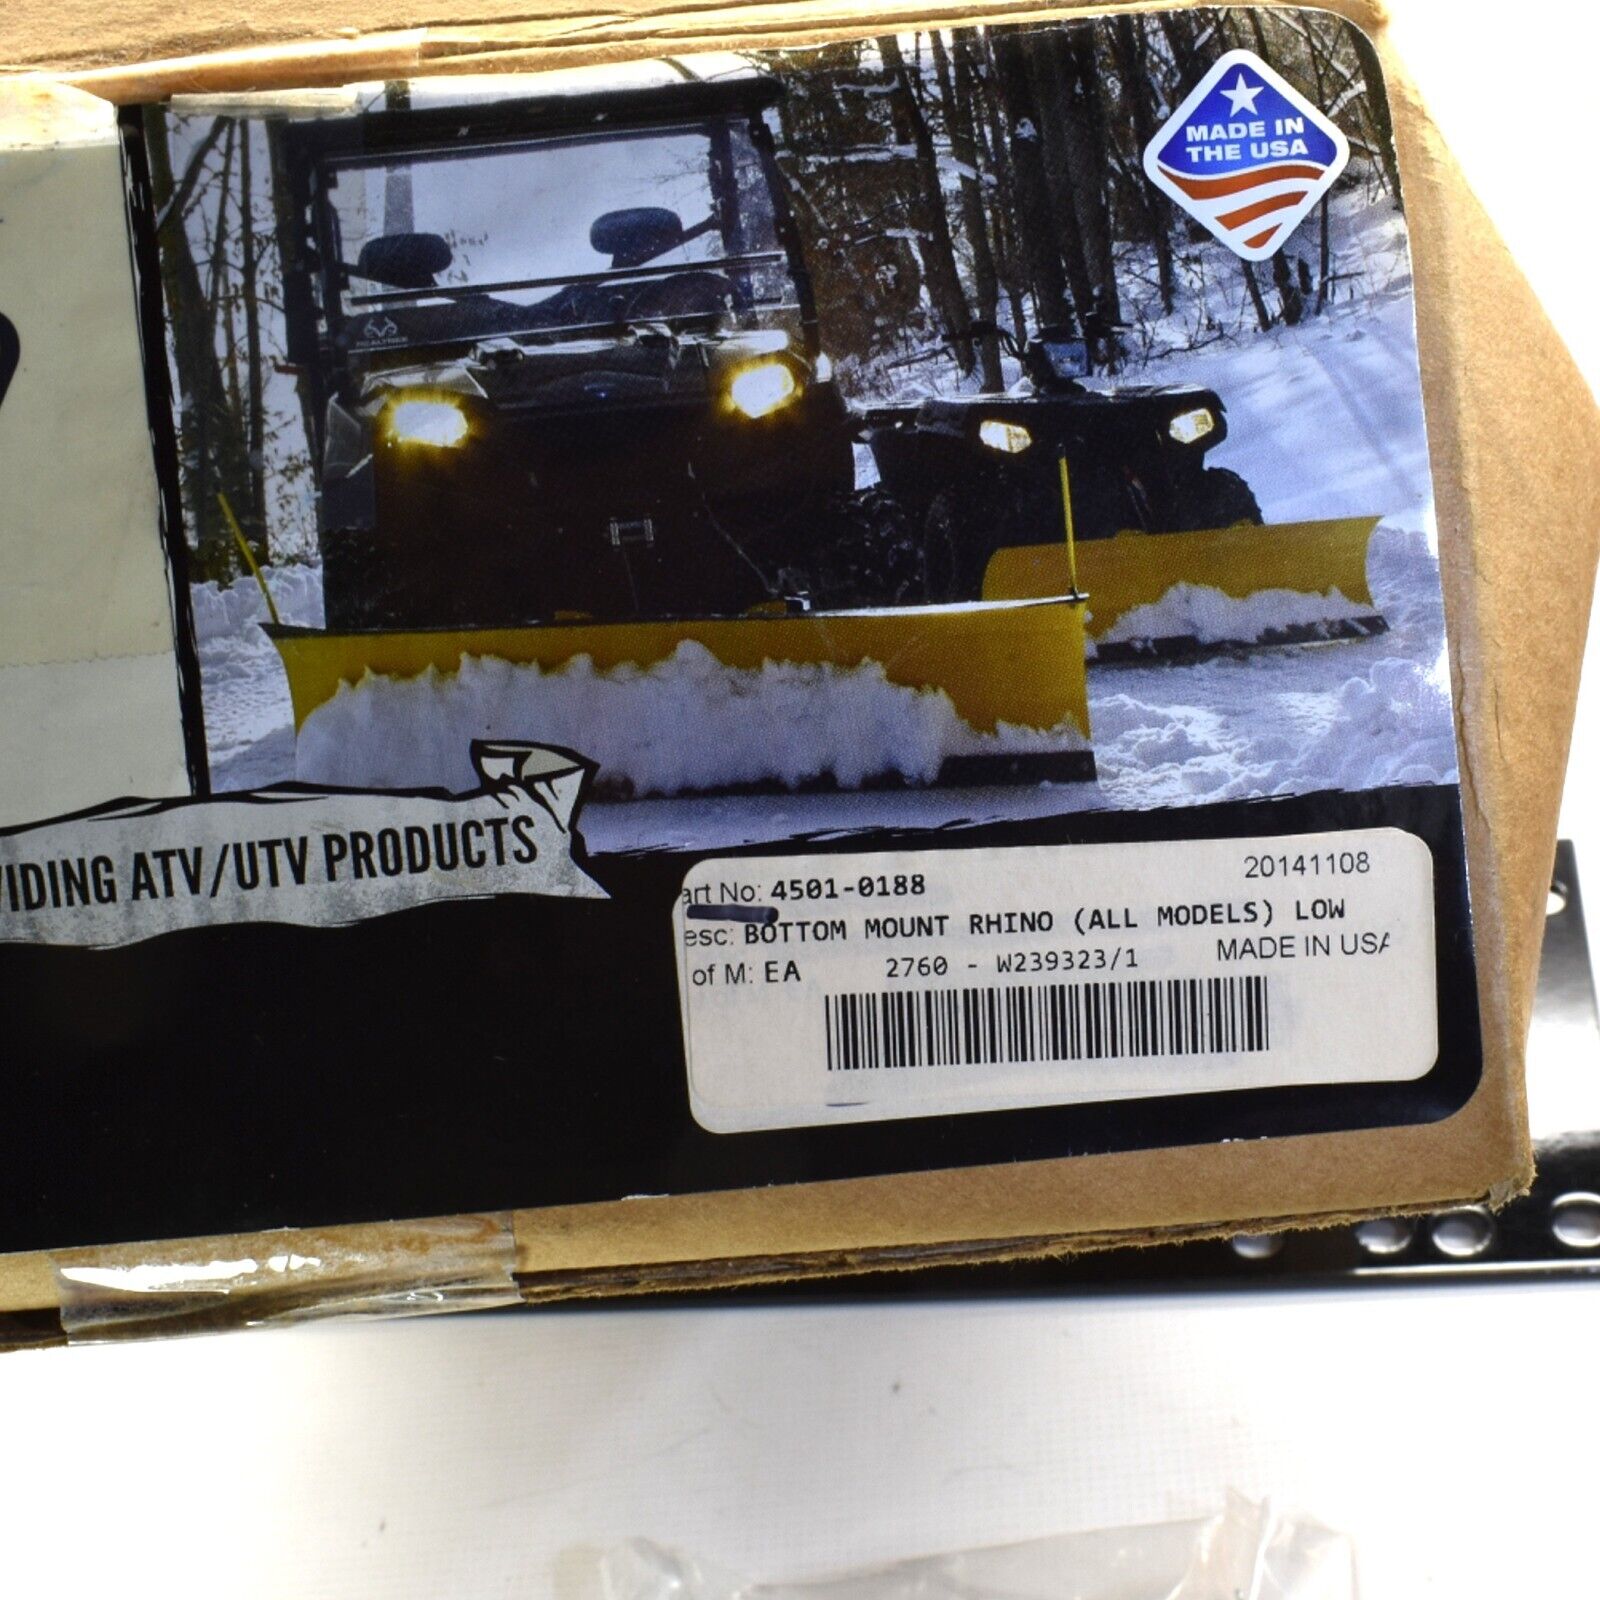 MADE IN
THE USA
REALTREE
VIDING ATV/UTV PRODUCTS
art No: 4501-0188
20141108
esc: BOTTOM MOUNT RHINO (ALL MODELS) LOW
of M: EA 2760 - W239323/1 MADE IN USA